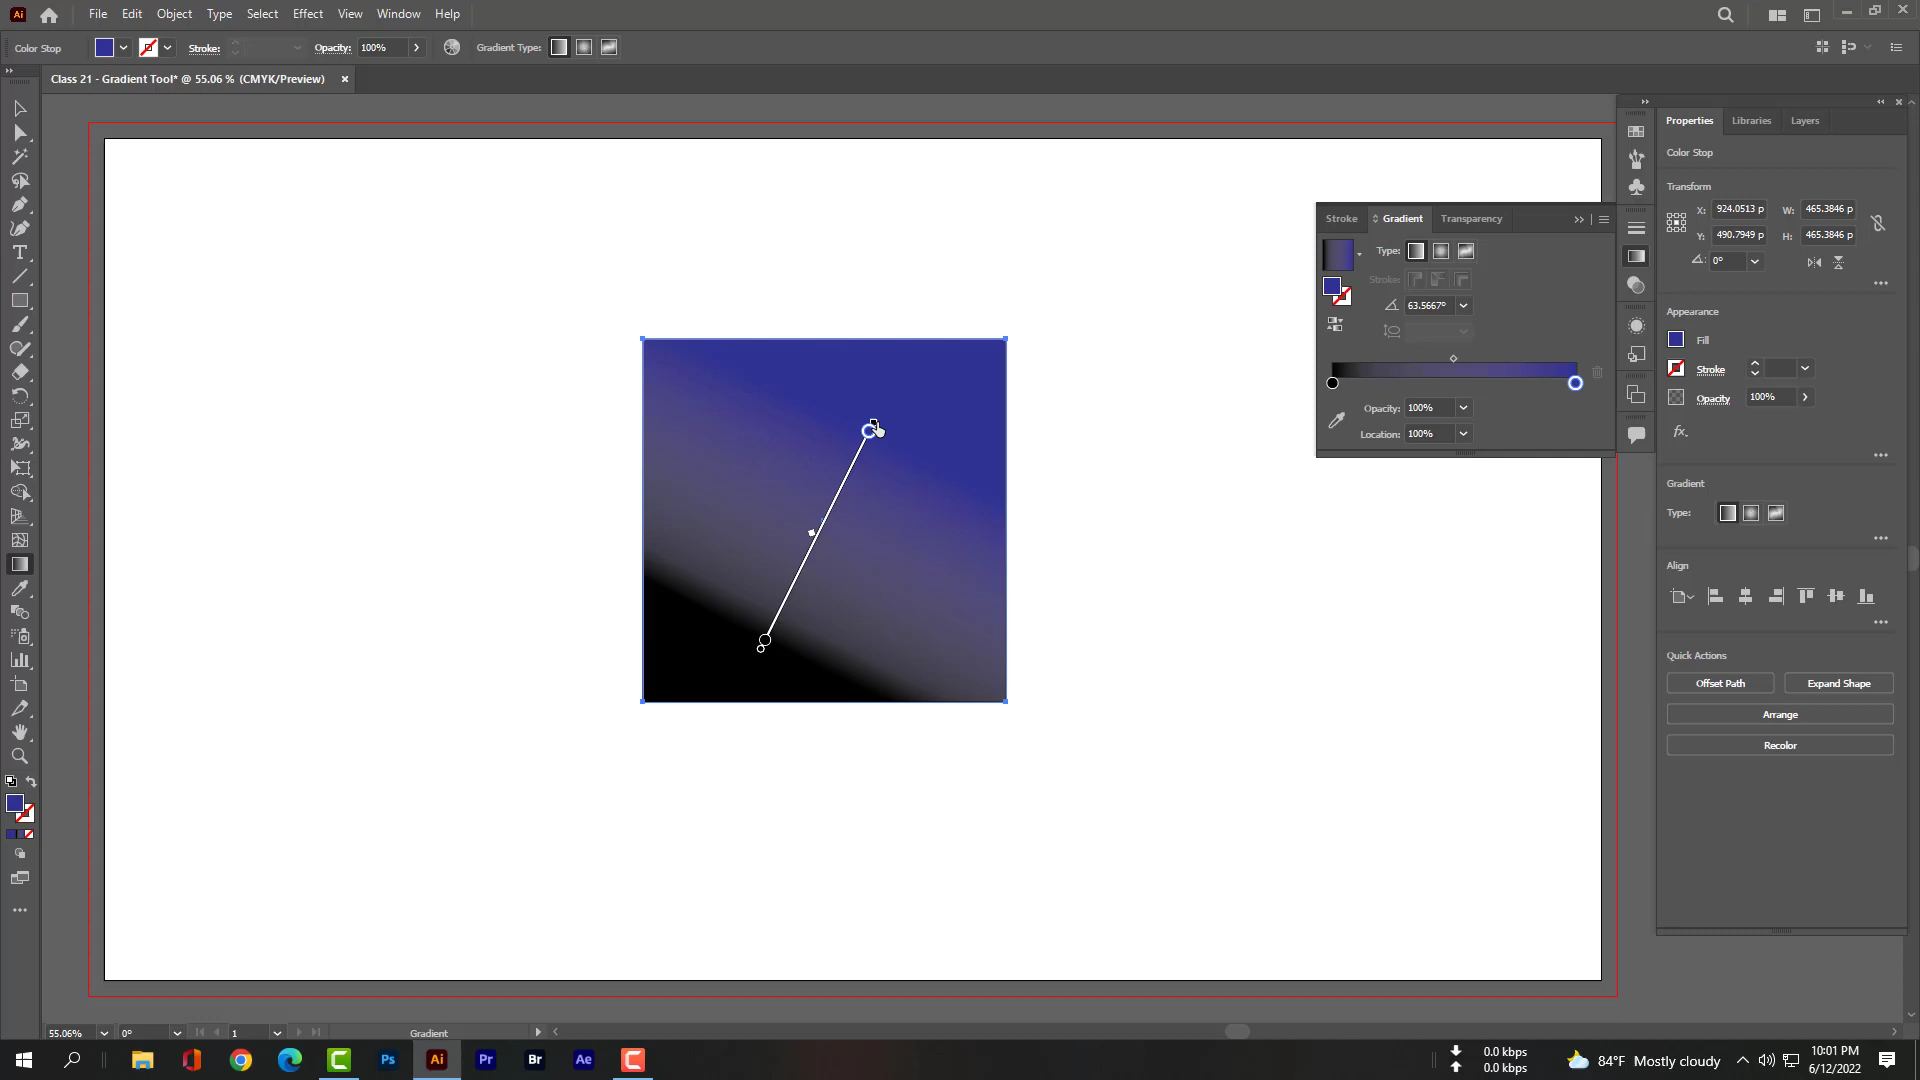 Ai File Edit Object Type Select Effect View Window Help
Color Stop Stroke: Opacity: 100% Gradient Type:
Class 21 - Gradient Tool* @ 55.06 % (CMYK/Preview) ×
Properties Libraries Layers
Color Stop
Transform
X: 924.0513 p W: 465.3846 p
Y: 490.7949 p H: 465.3846 p
0°
Appearance
Fill
Stroke
Opacity 100%
fx.
Gradient
Type:
Align
Quick Actions
Offset Path Expand Shape
Arrange
Recolor
Stroke Gradient Transparency
Type:
Stroke:
63.5667°
Opacity: 100%
Location: 100%
55.06% 0° 1 Gradient
Ps Ai Pr Br Ae
0.0 kbps
0.0 kbps
84°F Mostly cloudy
10:01 PM
6/12/2022